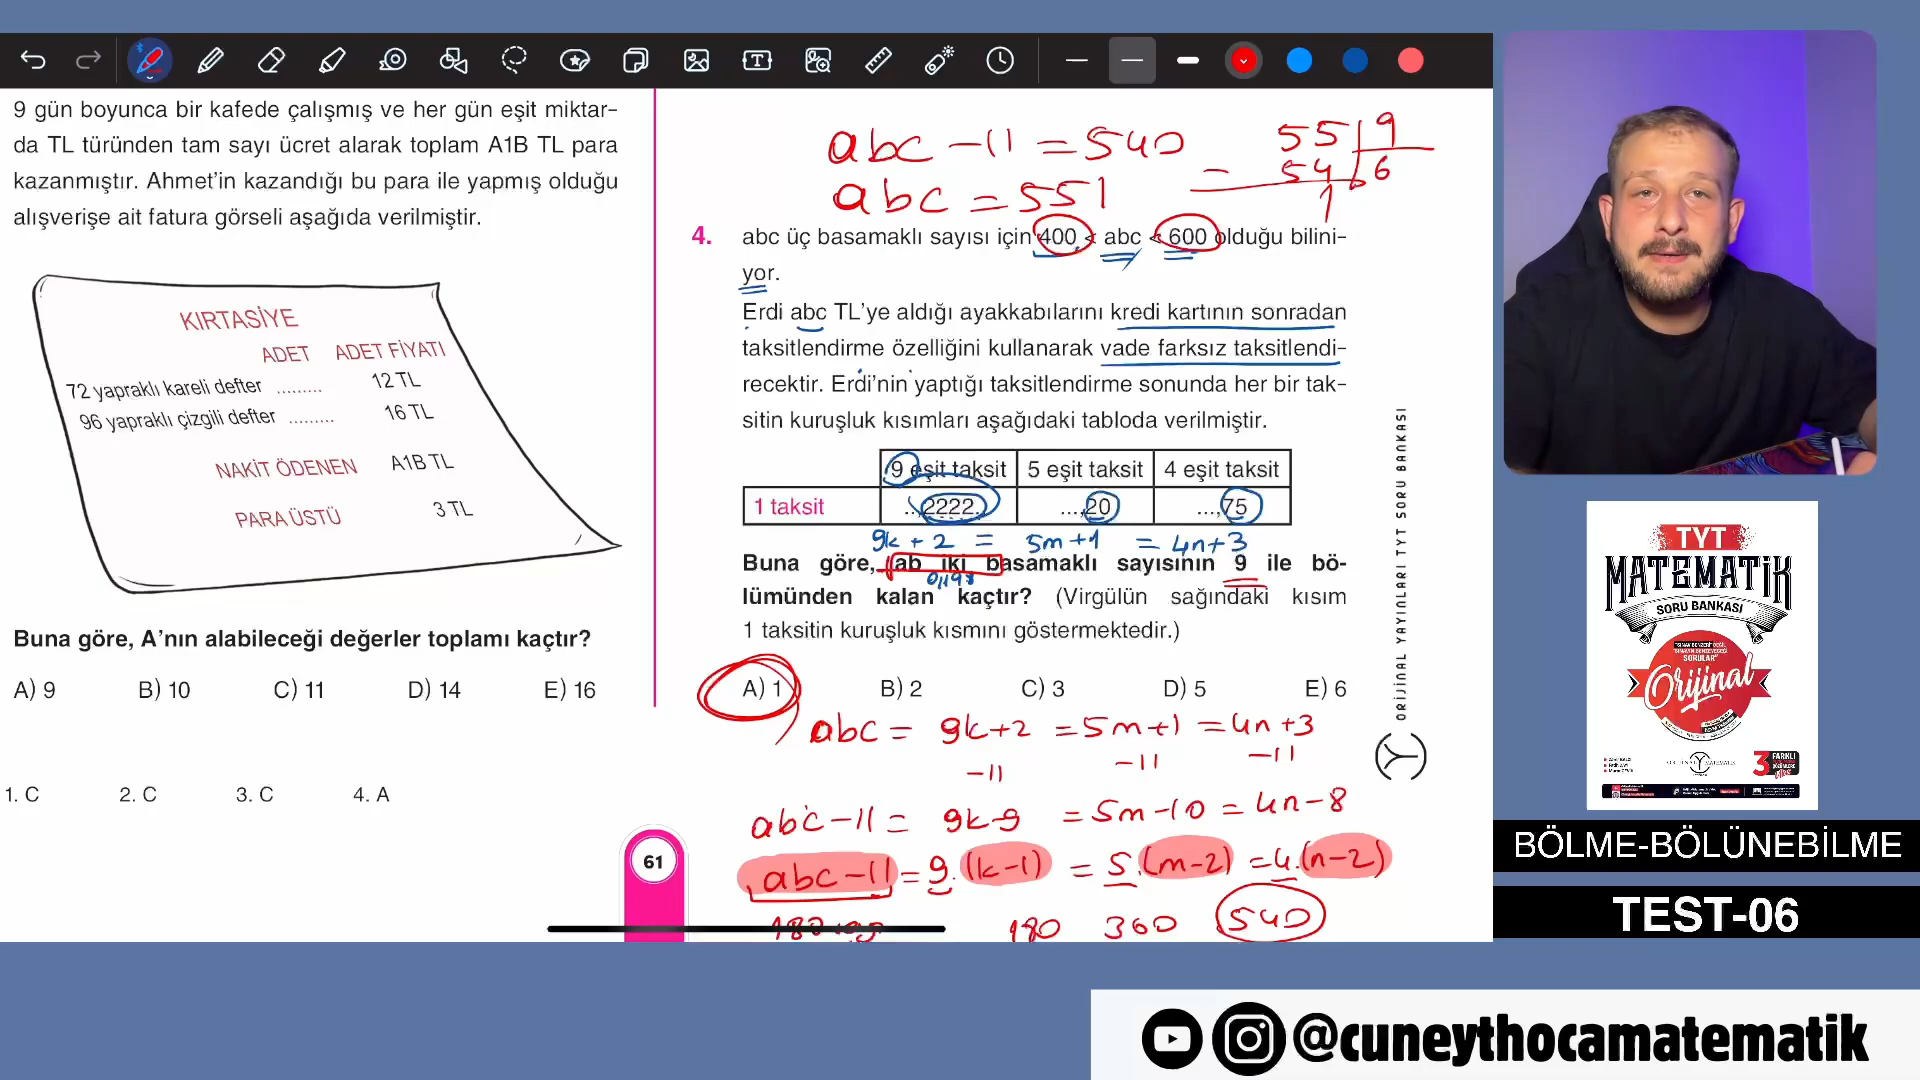 9 gün boyunca bir kafede çalışmış ve her gün eşit miktar-
da TL türünden tam sayı ücret alarak toplam A1B TL para
kazanmıştır. Ahmet'in kazandığı bu para ile yapmış olduğu
alışverişe ait fatura görseli aşağıda verilmiştir.
KIRTASİYE
ADET ADET FİYATI
72 yapraklı kareli defter ......... 12 TL
96 yapraklı çizgili defter ......... 16 TL
NAKİT ÖDENEN A1B TL
PARA ÜSTÜ 3 TL
Buna göre, A'nın alabileceği değerler toplamı kaçtır?
A) 9 B) 10 C) 11 D) 14 E) 16
1. C 2. C 3. C 4. A
61
abc - 11 = 540
abc = 551
55 9
54 6
1
4. abc üç basamaklı sayısı için 400 < abc < 600 olduğu bilini-
yor.
Erdi abc TL'ye aldığı ayakkabılarını kredi kartının sonradan
taksitlendirme özelliğini kullanarak vade farksız taksitlendi-
recektir. Erdi'nin yaptığı taksitlendirme sonunda her bir tak-
sitin kuruşluk kısımları aşağıdaki tabloda verilmiştir.
9 eşit taksit 5 eşit taksit 4 eşit taksit
1 taksit ...,2222... ...,20 ...,75
9k + 2 = 5m+1 = 4n+3
Buna göre, ab iki basamaklı sayısının 9 ile bö-
lümünden kalan kaçtır? (Virgülün sağındaki kısım
1 taksitin kuruşluk kısmını göstermektedir.)
A) 1 B) 2 C) 3 D) 5 E) 6
abc = 9k+2 = 5m+1 = 4n+3
-11 -11 -11
abc-11 = 9k-9 = 5m-10 = 4n-8
abc-11 = 9.(k-1) = 5.(m-2) = 4.(n-2)
180 360 540
ORİJİNAL YAYINLARI TYT SORU BANKASI
TYT
MATEMATİK
SORU BANKASI
Orijinal
3 FARKLI
BÖLME-BÖLÜNEBİLME
TEST-06
@cuneythocamatematik